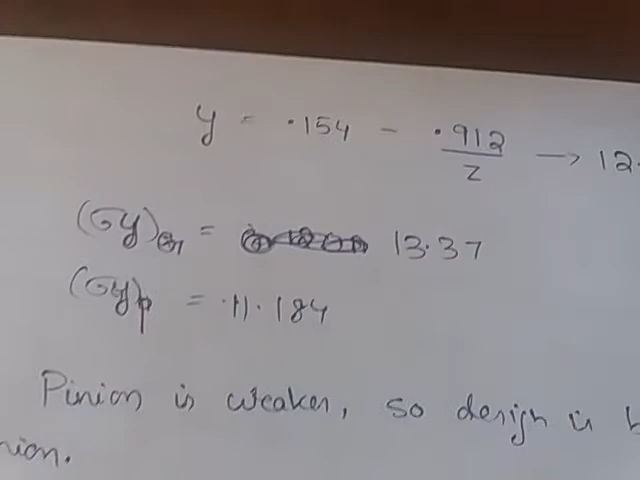 y = .154 - .912/z → 12.
(σy)G = 13.37
(σy)p = 11.184
Pinion is weaker, so design is b
nion.